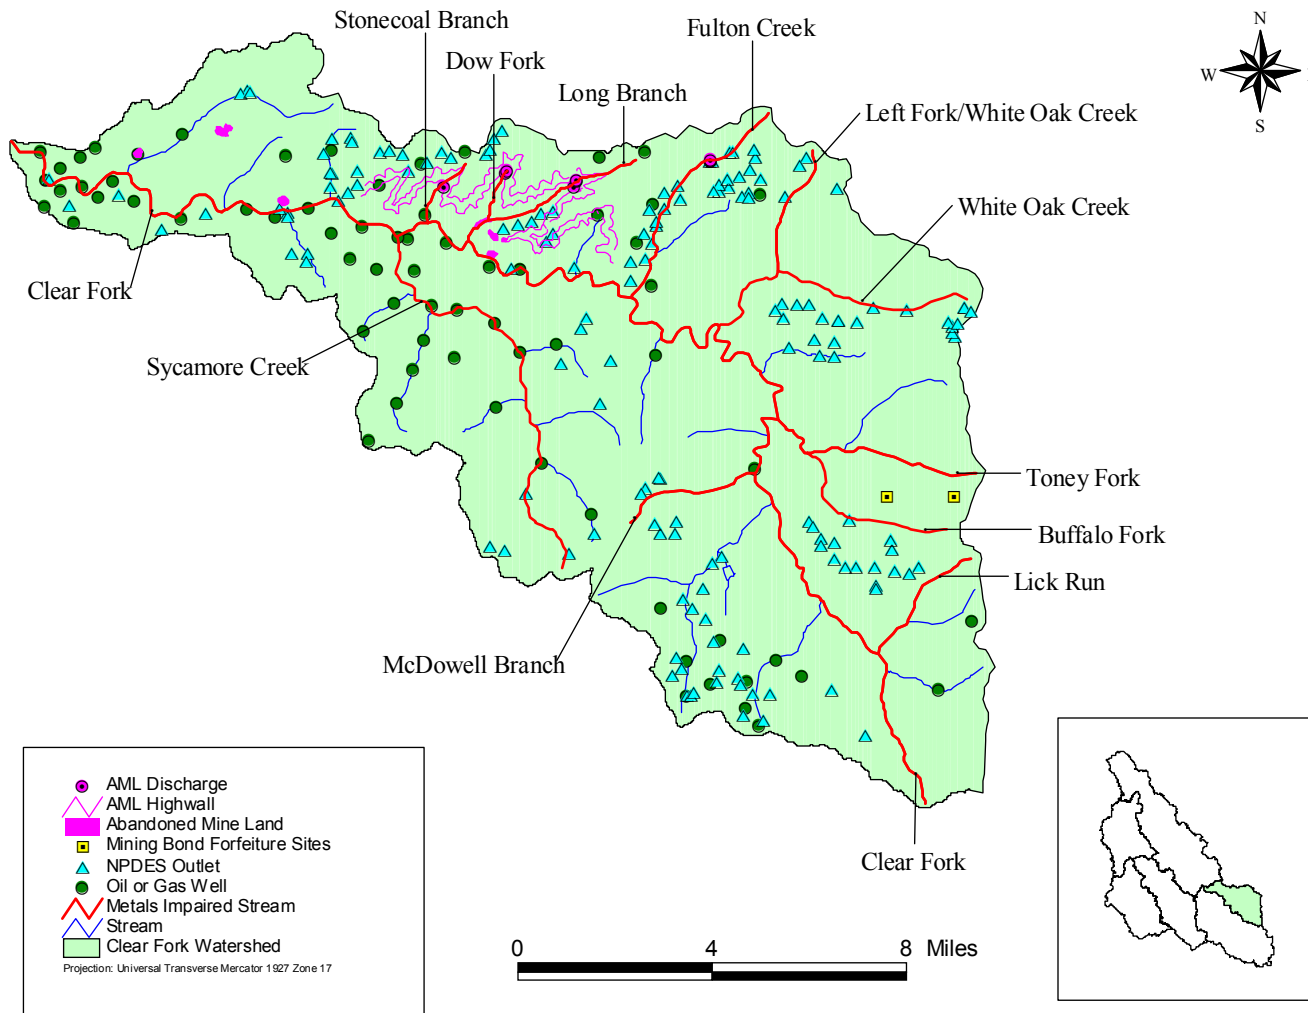 Stonecoal Branch
Fulton Creek
Dow Fork
Long Branch
Left Fork/White Oak Creek
White Oak Creek
N
W
S
Clear Fork
Sycamore Creek
Toney Fork
Buffalo Fork
Lick Run
McDowell Branch
Clear Fork
AML Discharge
AML Highwall
Abandoned Mine Land
Mining Bond Forfeiture Sites
NPDES Outlet
Oil or Gas Well
Metals Impaired Stream
Stream
Clear Fork Watershed
Projection: Universal Transverse Mercator 1927 Zone 17
0 4 8 Miles